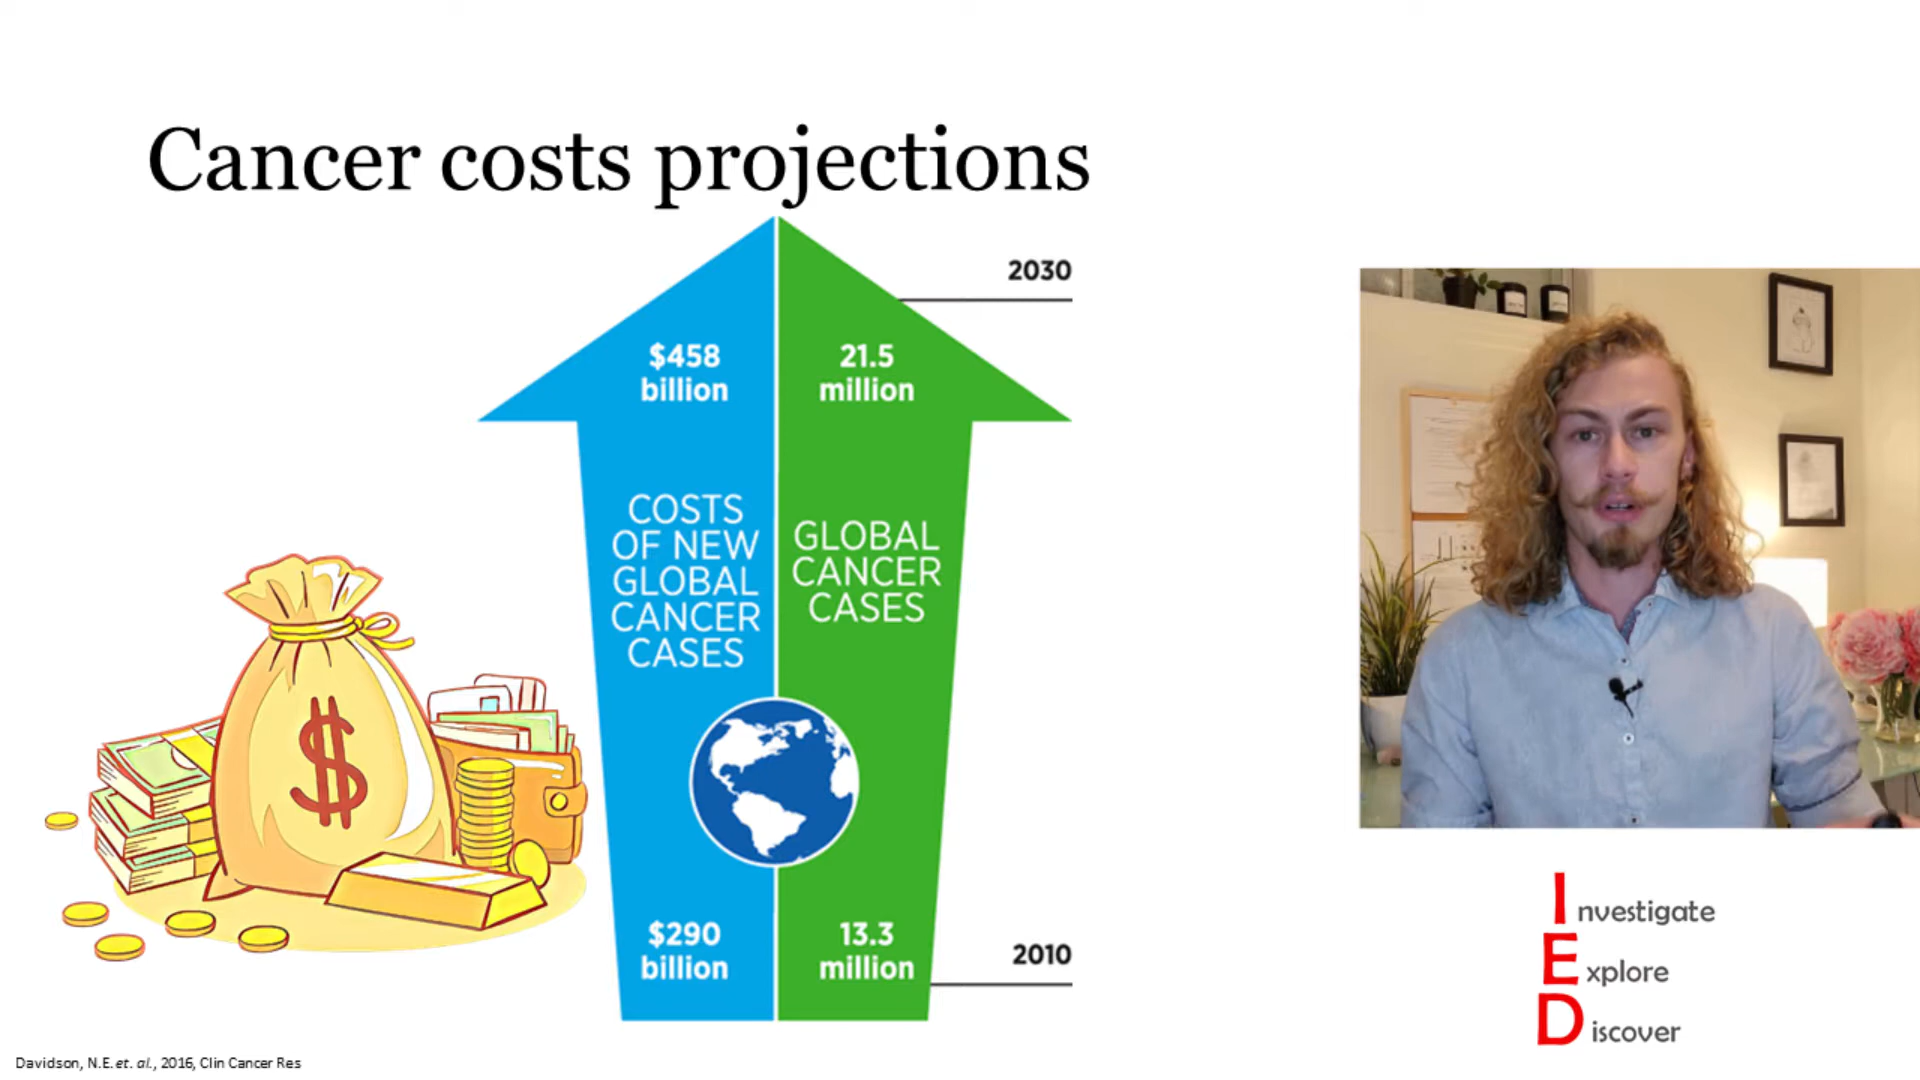 Cancer costs projections
2030
$458
billion
21.5
million
COSTS
OF NEW
GLOBAL
CANCER
CASES
GLOBAL
CANCER
CASES
$
$290
billion
13.3
million
2010
Investigate
Explore
Discover
Davidson, N.E. et. al., 2016, Clin Cancer Res